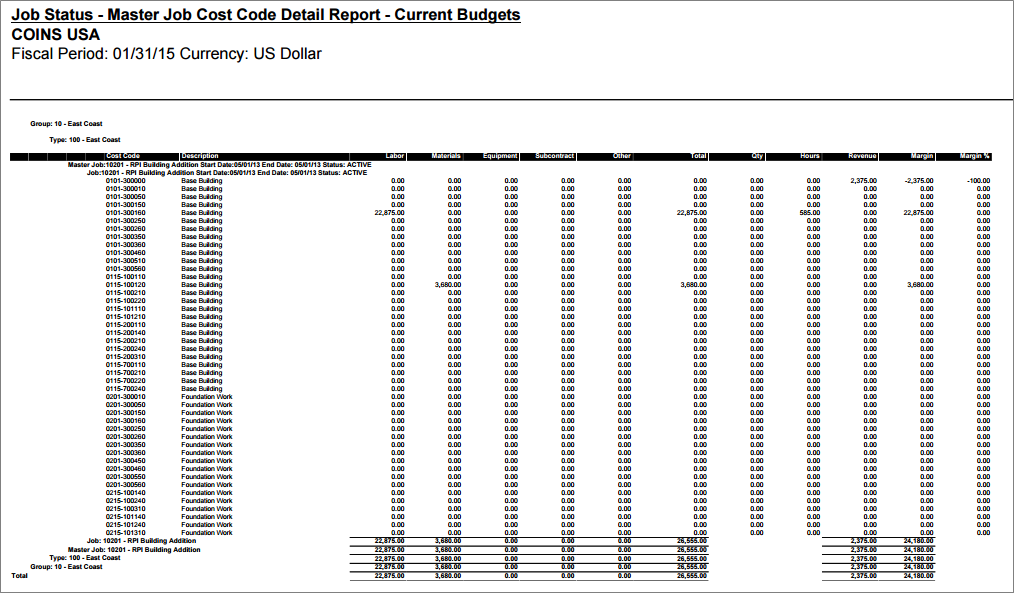 Job Status - Master Job Cost Code Detail Report - Current Budgets
COINS USA
Fiscal Period: 01/31/15 Currency: US Dollar
Group: 10 - East Coast
Type: 100 - East Coast
Cost Code Description Labor Materials Equipment Subcontract Other Total Qty Hours Revenue Margin Margin %
Master Job:10201 - RPI Building Addition Start Date:05/01/13 End Date: 05/01/13 Status: ACTIVE
Job:10201 - RPI Building Addition Start Date:05/01/13 End Date: 05/01/13 Status: ACTIVE
0101-300000 Base Building 0.00 0.00 0.00 0.00 0.00 0.00 0.00 0.00 2,375.00 -2,375.00 -100.00
0101-300010 Base Building 0.00 0.00 0.00 0.00 0.00 0.00 0.00 0.00 0.00 0.00 0.00
0101-300050 Base Building 0.00 0.00 0.00 0.00 0.00 0.00 0.00 0.00 0.00 0.00 0.00
0101-300150 Base Building 0.00 0.00 0.00 0.00 0.00 0.00 0.00 0.00 0.00 0.00 0.00
0101-300160 Base Building 22,875.00 0.00 0.00 0.00 0.00 22,875.00 0.00 585.00 0.00 22,875.00 0.00
0101-300250 Base Building 0.00 0.00 0.00 0.00 0.00 0.00 0.00 0.00 0.00 0.00 0.00
0101-300260 Base Building 0.00 0.00 0.00 0.00 0.00 0.00 0.00 0.00 0.00 0.00 0.00
0101-300350 Base Building 0.00 0.00 0.00 0.00 0.00 0.00 0.00 0.00 0.00 0.00 0.00
0101-300360 Base Building 0.00 0.00 0.00 0.00 0.00 0.00 0.00 0.00 0.00 0.00 0.00
0101-300460 Base Building 0.00 0.00 0.00 0.00 0.00 0.00 0.00 0.00 0.00 0.00 0.00
0101-300510 Base Building 0.00 0.00 0.00 0.00 0.00 0.00 0.00 0.00 0.00 0.00 0.00
0101-300560 Base Building 0.00 0.00 0.00 0.00 0.00 0.00 0.00 0.00 0.00 0.00 0.00
0115-100110 Base Building 0.00 0.00 0.00 0.00 0.00 0.00 0.00 0.00 0.00 0.00 0.00
0115-100120 Base Building 0.00 3,680.00 0.00 0.00 0.00 3,680.00 0.00 0.00 0.00 3,680.00 0.00
0115-100210 Base Building 0.00 0.00 0.00 0.00 0.00 0.00 0.00 0.00 0.00 0.00 0.00
0115-100220 Base Building 0.00 0.00 0.00 0.00 0.00 0.00 0.00 0.00 0.00 0.00 0.00
0115-101110 Base Building 0.00 0.00 0.00 0.00 0.00 0.00 0.00 0.00 0.00 0.00 0.00
0115-101210 Base Building 0.00 0.00 0.00 0.00 0.00 0.00 0.00 0.00 0.00 0.00 0.00
0115-200110 Base Building 0.00 0.00 0.00 0.00 0.00 0.00 0.00 0.00 0.00 0.00 0.00
0115-200140 Base Building 0.00 0.00 0.00 0.00 0.00 0.00 0.00 0.00 0.00 0.00 0.00
0115-200210 Base Building 0.00 0.00 0.00 0.00 0.00 0.00 0.00 0.00 0.00 0.00 0.00
0115-200240 Base Building 0.00 0.00 0.00 0.00 0.00 0.00 0.00 0.00 0.00 0.00 0.00
0115-200310 Base Building 0.00 0.00 0.00 0.00 0.00 0.00 0.00 0.00 0.00 0.00 0.00
0115-700110 Base Building 0.00 0.00 0.00 0.00 0.00 0.00 0.00 0.00 0.00 0.00 0.00
0115-700210 Base Building 0.00 0.00 0.00 0.00 0.00 0.00 0.00 0.00 0.00 0.00 0.00
0115-700220 Base Building 0.00 0.00 0.00 0.00 0.00 0.00 0.00 0.00 0.00 0.00 0.00
0115-700240 Base Building 0.00 0.00 0.00 0.00 0.00 0.00 0.00 0.00 0.00 0.00 0.00
0201-300010 Foundation Work 0.00 0.00 0.00 0.00 0.00 0.00 0.00 0.00 0.00 0.00 0.00
0201-300050 Foundation Work 0.00 0.00 0.00 0.00 0.00 0.00 0.00 0.00 0.00 0.00 0.00
0201-300150 Foundation Work 0.00 0.00 0.00 0.00 0.00 0.00 0.00 0.00 0.00 0.00 0.00
0201-300160 Foundation Work 0.00 0.00 0.00 0.00 0.00 0.00 0.00 0.00 0.00 0.00 0.00
0201-300250 Foundation Work 0.00 0.00 0.00 0.00 0.00 0.00 0.00 0.00 0.00 0.00 0.00
0201-300260 Foundation Work 0.00 0.00 0.00 0.00 0.00 0.00 0.00 0.00 0.00 0.00 0.00
0201-300350 Foundation Work 0.00 0.00 0.00 0.00 0.00 0.00 0.00 0.00 0.00 0.00 0.00
0201-300360 Foundation Work 0.00 0.00 0.00 0.00 0.00 0.00 0.00 0.00 0.00 0.00 0.00
0201-300450 Foundation Work 0.00 0.00 0.00 0.00 0.00 0.00 0.00 0.00 0.00 0.00 0.00
0201-300460 Foundation Work 0.00 0.00 0.00 0.00 0.00 0.00 0.00 0.00 0.00 0.00 0.00
0201-300550 Foundation Work 0.00 0.00 0.00 0.00 0.00 0.00 0.00 0.00 0.00 0.00 0.00
0201-300560 Foundation Work 0.00 0.00 0.00 0.00 0.00 0.00 0.00 0.00 0.00 0.00 0.00
0215-100140 Foundation Work 0.00 0.00 0.00 0.00 0.00 0.00 0.00 0.00 0.00 0.00 0.00
0215-100240 Foundation Work 0.00 0.00 0.00 0.00 0.00 0.00 0.00 0.00 0.00 0.00 0.00
0215-100310 Foundation Work 0.00 0.00 0.00 0.00 0.00 0.00 0.00 0.00 0.00 0.00 0.00
0215-101140 Foundation Work 0.00 0.00 0.00 0.00 0.00 0.00 0.00 0.00 0.00 0.00 0.00
0215-101240 Foundation Work 0.00 0.00 0.00 0.00 0.00 0.00 0.00 0.00 0.00 0.00 0.00
0215-101310 Foundation Work 0.00 0.00 0.00 0.00 0.00 0.00 0.00 0.00 0.00 0.00 0.00
Job: 10201 - RPI Building Addition 22,875.00 3,680.00 0.00 0.00 0.00 26,555.00 2,375.00 24,180.00
Master Job: 10201 - RPI Building Addition 22,875.00 3,680.00 0.00 0.00 0.00 26,555.00 2,375.00 24,180.00
Type: 100 - East Coast 22,875.00 3,680.00 0.00 0.00 0.00 26,555.00 2,375.00 24,180.00
Group: 10 - East Coast 22,875.00 3,680.00 0.00 0.00 0.00 26,555.00 2,375.00 24,180.00
Total 22,875.00 3,680.00 0.00 0.00 0.00 26,555.00 2,375.00 24,180.00